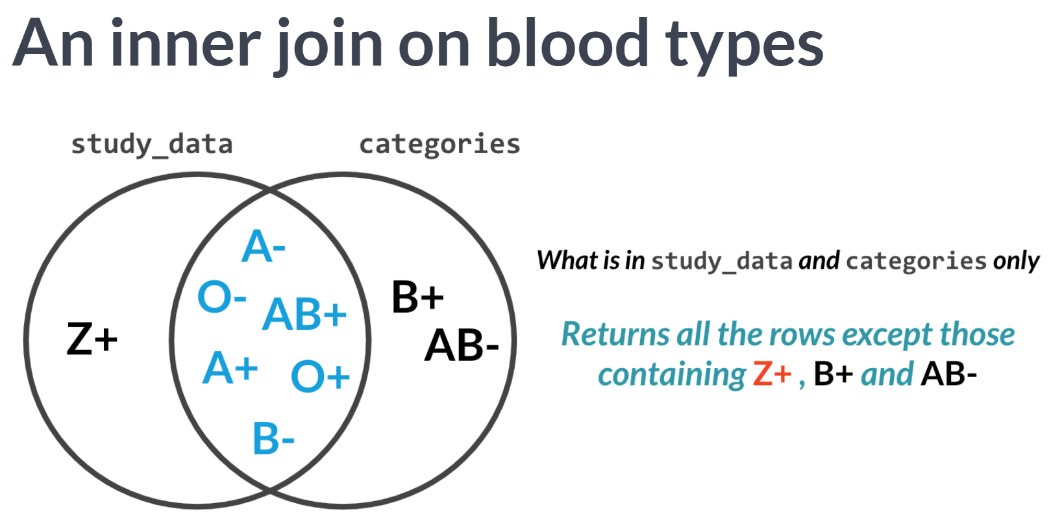 An inner join on blood types
study_data
categories
A-
O-
AB+
A+
O+
B-
Z+
B+
AB-
What is in study_data and categories only
Returns all the rows except those
containing Z+ , B+ and AB-